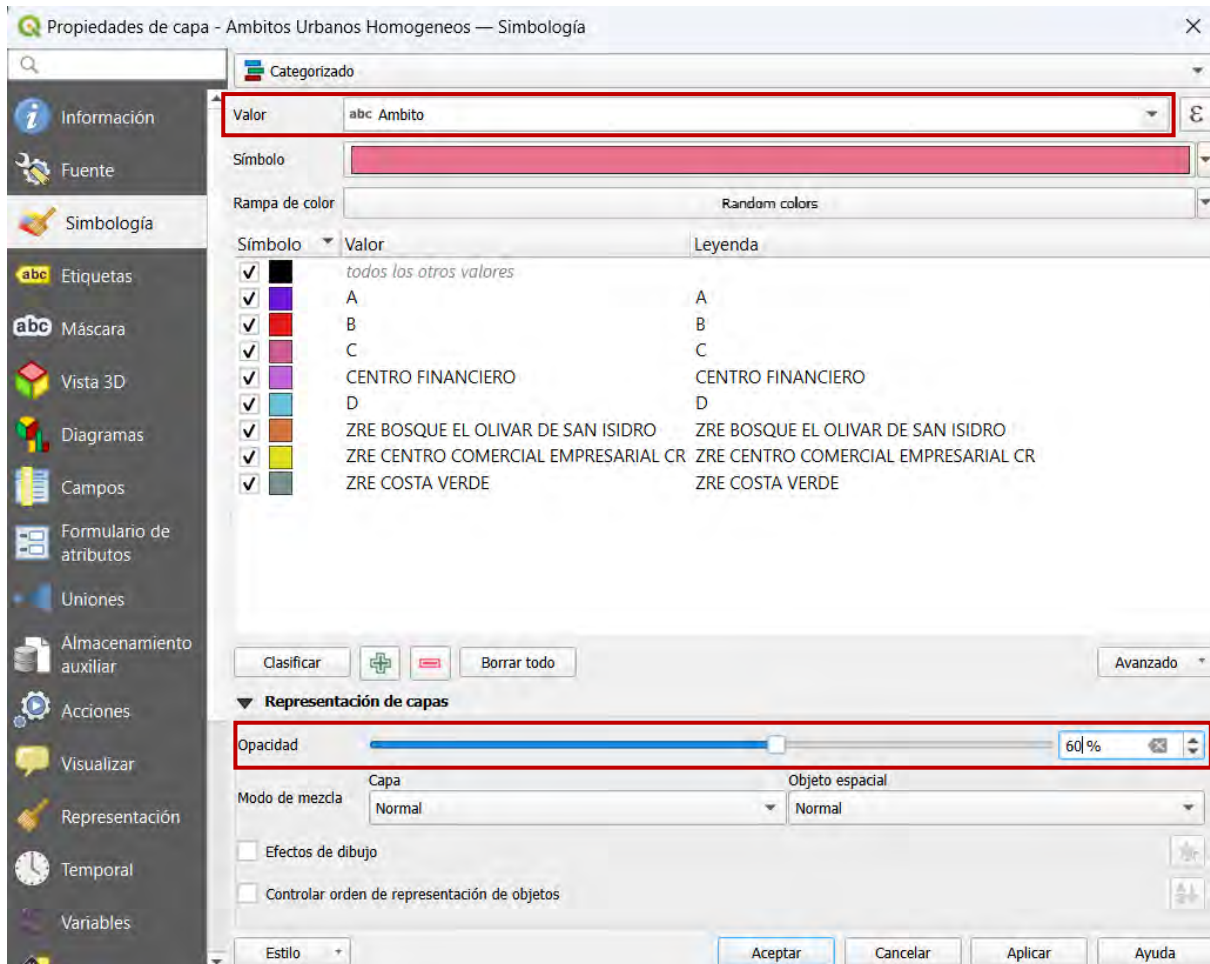 Propiedades de capa - Ambitos Urbanos Homogeneos — Simbología
Categorizado
Información
Fuente
Simbología
abc Etiquetas
abc Máscara
Vista 3D
Diagramas
Campos
Formulario de
atributos
Uniones
Almacenamiento
auxiliar
Acciones
Visualizar
Representación
Temporal
Variables
Valor abc Ambito ε
Símbolo
Rampa de color Random colors
Símbolo Valor Leyenda
todos los otros valores
A A
B B
C C
CENTRO FINANCIERO CENTRO FINANCIERO
D D
ZRE BOSQUE EL OLIVAR DE SAN ISIDRO ZRE BOSQUE EL OLIVAR DE SAN ISIDRO
ZRE CENTRO COMERCIAL EMPRESARIAL CR ZRE CENTRO COMERCIAL EMPRESARIAL CR
ZRE COSTA VERDE ZRE COSTA VERDE
Clasificar Borrar todo Avanzado
Representación de capas
Opacidad 60 %
Capa Objeto espacial
Modo de mezcla Normal Normal
Efectos de dibujo
Controlar orden de representación de objetos
Estilo Aceptar Cancelar Aplicar Ayuda